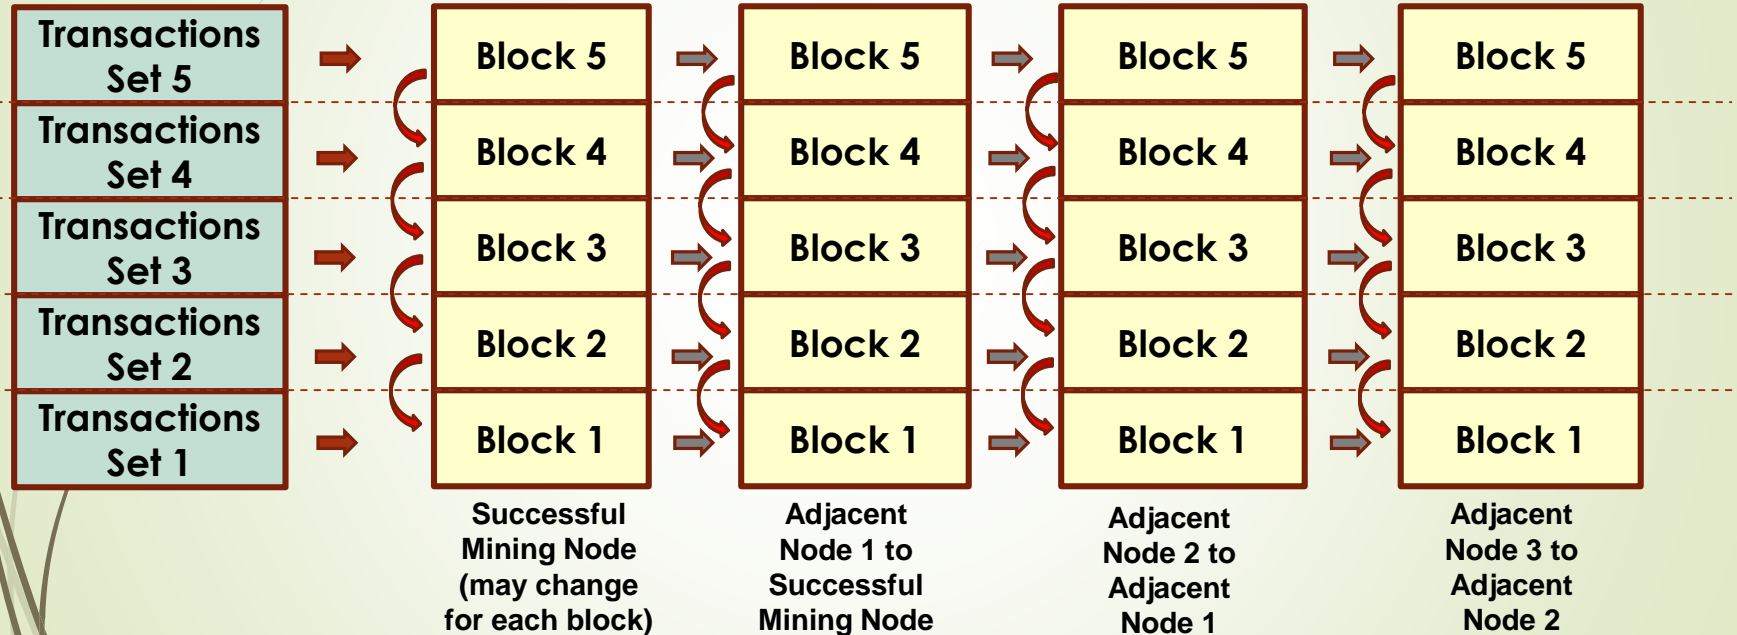 Transactions
Set 5
Block 5
Block 5
Block 5
Block 5
Transactions
Set 4
Block 4
Block 4
Block 4
Block 4
Transactions
Set 3
Block 3
Block 3
Block 3
Block 3
Transactions
Set 2
Block 2
Block 2
Block 2
Block 2
Transactions
Set 1
Block 1
Block 1
Block 1
Block 1
Successful
Mining Node
(may change
for each block)
Adjacent
Node 1 to
Successful
Mining Node
Adjacent
Node 2 to
Adjacent
Node 1
Adjacent
Node 3 to
Adjacent
Node 2